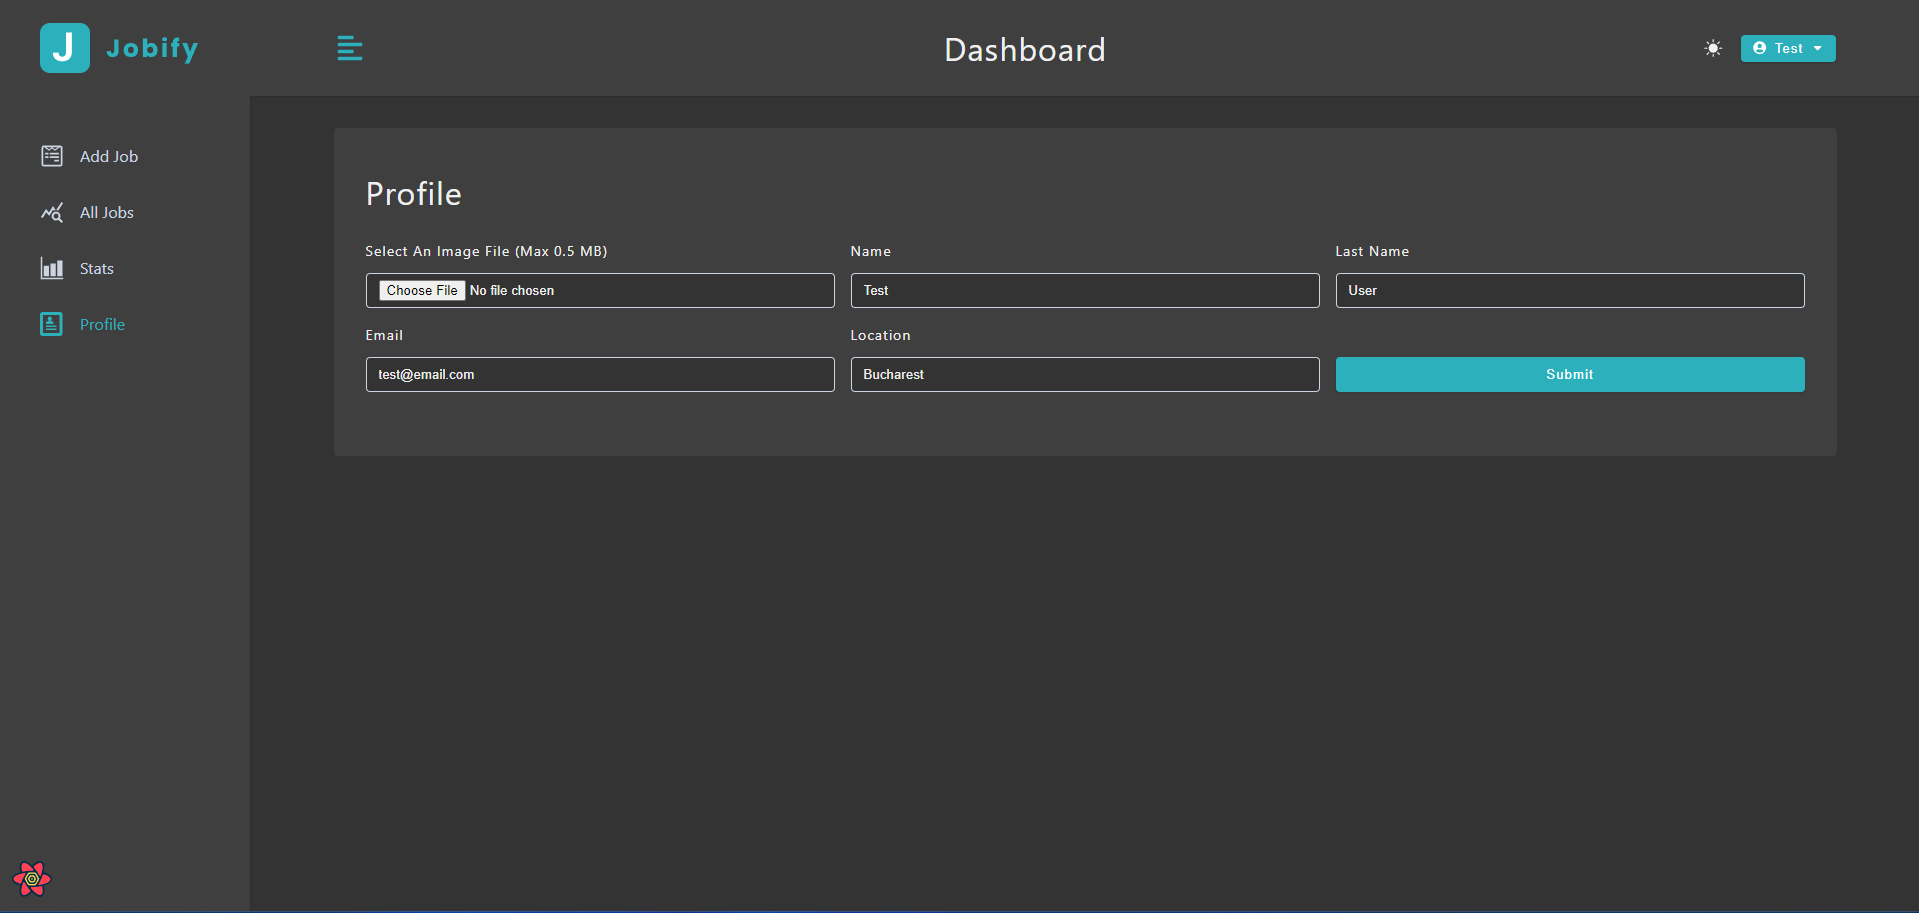 J Jobify
Dashboard
Test
Add Job
All Jobs
Stats
Profile
Profile
Select An Image File (Max 0.5 MB)
Choose File No file chosen
Name
Test
Last Name
User
Email
test@email.com
Location
Bucharest
Submit